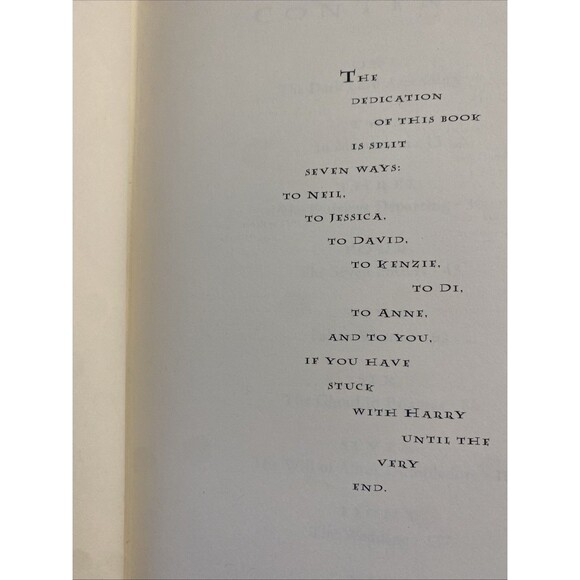 THE
DEDICATION
OF THIS BOOK
IS SPLIT
SEVEN WAYS:
TO NEIL,
TO JESSICA,
TO DAVID,
TO KENZIE,
TO DI,
TO ANNE,
AND TO YOU,
IF YOU HAVE
STUCK
WITH HARRY
UNTIL THE
VERY
END.